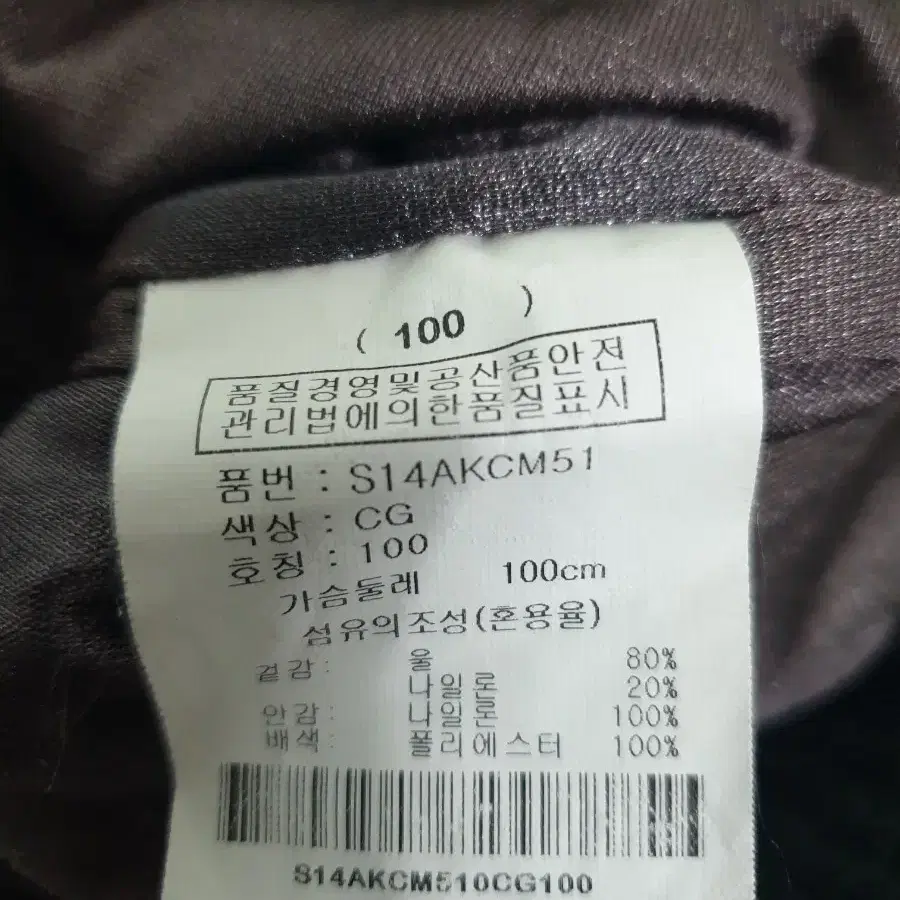 ( 100 )
품질경영및공산품안전
관리법에의한품질표시
품번 : S14AKCM51
색상 : CG
호칭 : 100
가슴둘레 100cm
섬유의조성(혼용율)
겉감: 울 80%
나일론 20%
안감: 나일론 100%
배색: 폴리에스터 100%
S14AKCM510CG100